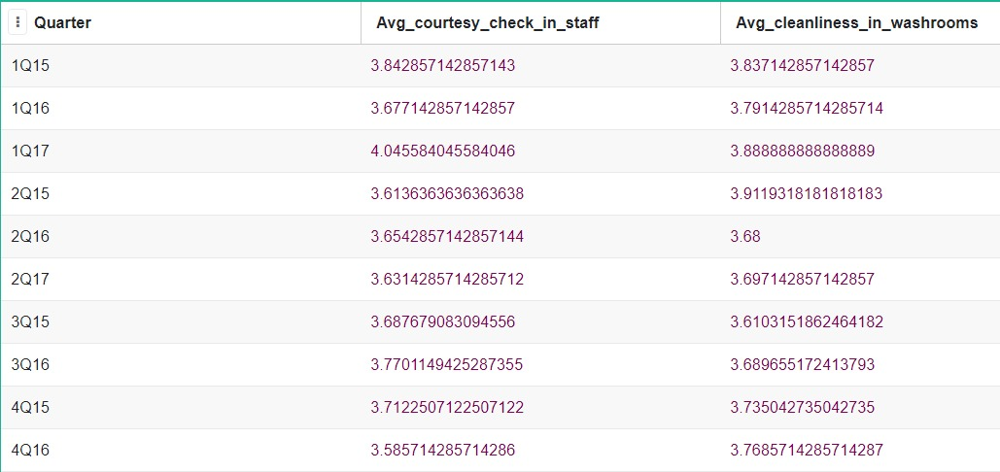 Quarter Avg_courtesy_check_in_staff Avg_cleanliness_in_washrooms
1Q15 3.842857142857143 3.837142857142857
1Q16 3.677142857142857 3.7914285714285714
1Q17 4.045584045584046 3.888888888888889
2Q15 3.6136363636363638 3.9119318181818183
2Q16 3.6542857142857144 3.68
2Q17 3.6314285714285712 3.697142857142857
3Q15 3.687679083094556 3.6103151862464182
3Q16 3.7701149425287355 3.689655172413793
4Q15 3.7122507122507122 3.735042735042735
4Q16 3.585714285714286 3.7685714285714287